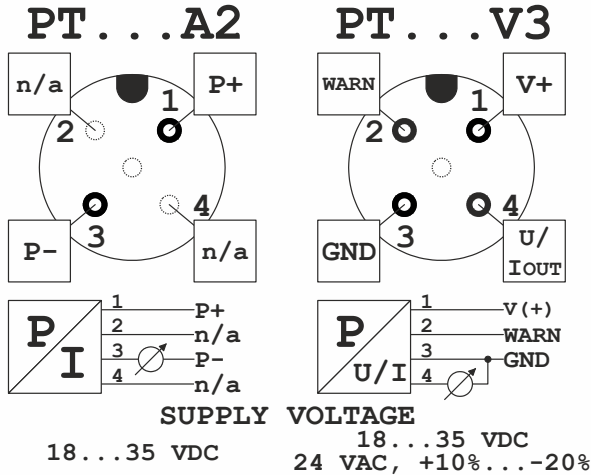 PT...A2 PT...V3
n/a P+ WARN V+
1 1
2 2
4 4
3 3
P- n/a GND U/
IOUT
1 P+ 1 V(+)
P 2 n/a P 2 WARN
I 3 P- U/I 3 GND
4 n/a 4
SUPPLY VOLTAGE
18...35 VDC 18...35 VDC
24 VAC, +10%...-20%